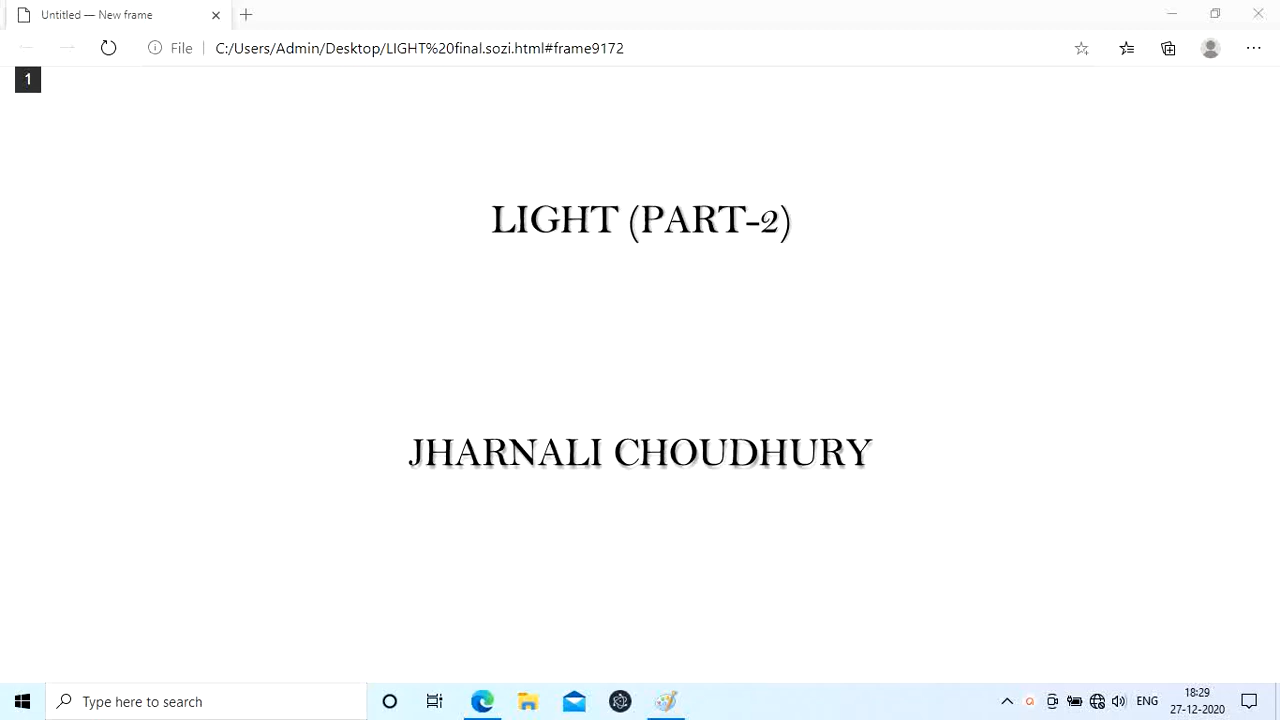 Untitled — New frame
File
C:/Users/Admin/Desktop/LIGHT%20final.sozi.html#frame9172
1
LIGHT (PART-2)
JHARNALI CHOUDHURY
Type here to search
ENG
18:29
27-12-2020